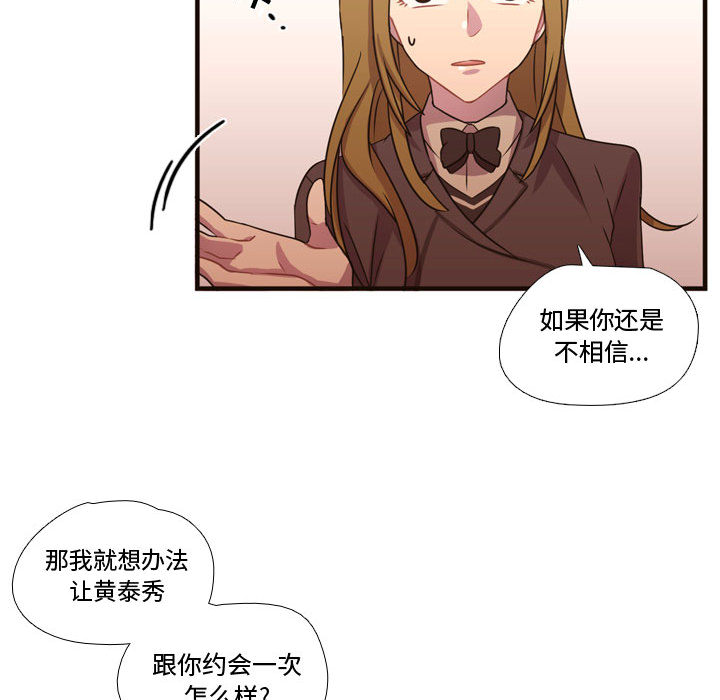 如果你还是
不相信...
那我就想办法
让黄泰秀
跟你约会一次
怎么样?